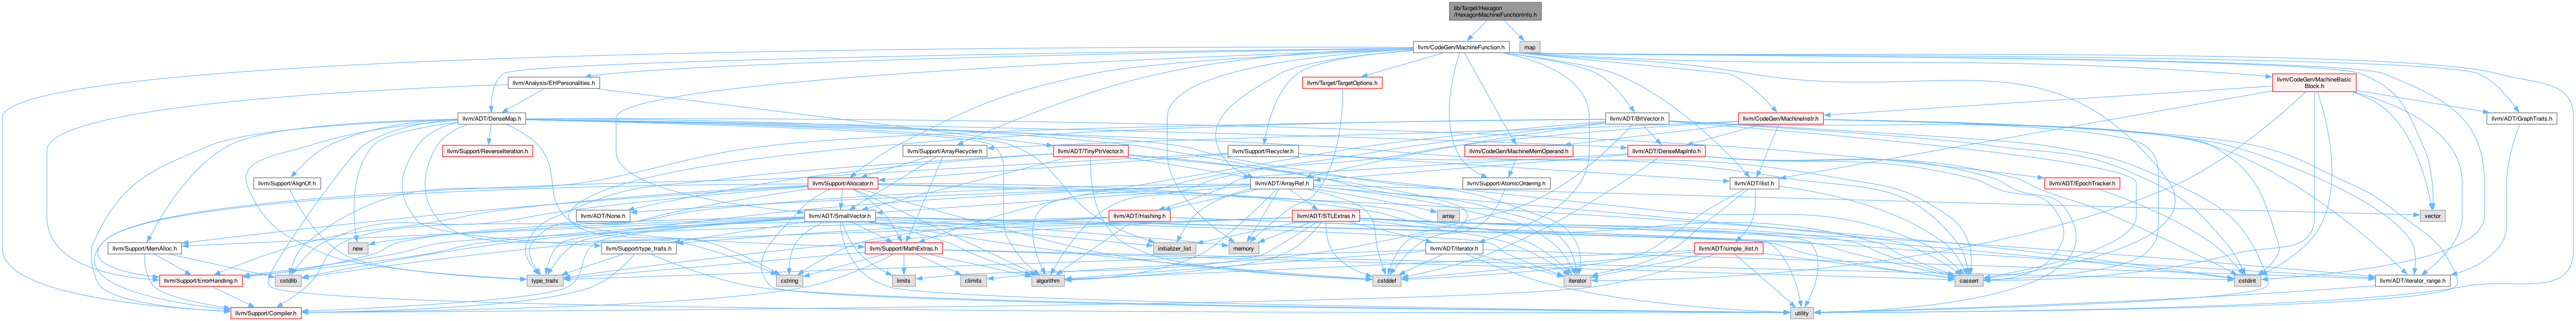 lib/Target/Hexagon
/HexagonMachineFunctionInfo.h
llvm/CodeGen/MachineFunction.h
map
llvm/Analysis/EHPersonalities.h
llvm/Target/TargetOptions.h
llvm/CodeGen/MachineBasic
Block.h
llvm/ADT/DenseMap.h
llvm/ADT/BitVector.h
llvm/CodeGen/MachineInstr.h
llvm/ADT/GraphTraits.h
llvm/Support/ReverseIteration.h
llvm/ADT/TinyPtrVector.h
llvm/Support/ArrayRecycler.h
llvm/Support/Recycler.h
llvm/CodeGen/MachineMemOperand.h
llvm/ADT/DenseMapInfo.h
llvm/Support/AlignOf.h
llvm/Support/Allocator.h
llvm/ADT/ArrayRef.h
llvm/Support/AtomicOrdering.h
llvm/ADT/ilist.h
llvm/ADT/EpochTracker.h
llvm/ADT/None.h
llvm/ADT/SmallVector.h
llvm/ADT/Hashing.h
array
llvm/ADT/STLExtras.h
vector
llvm/Support/MemAlloc.h
new
llvm/Support/type_traits.h
llvm/Support/MathExtras.h
initializer_list
memory
llvm/ADT/iterator.h
llvm/ADT/simple_ilist.h
llvm/Support/ErrorHandling.h
cstdlib
type_traits
cstring
limits
climits
algorithm
cstddef
iterator
cassert
cstdint
llvm/ADT/iterator_range.h
llvm/Support/Compiler.h
utility